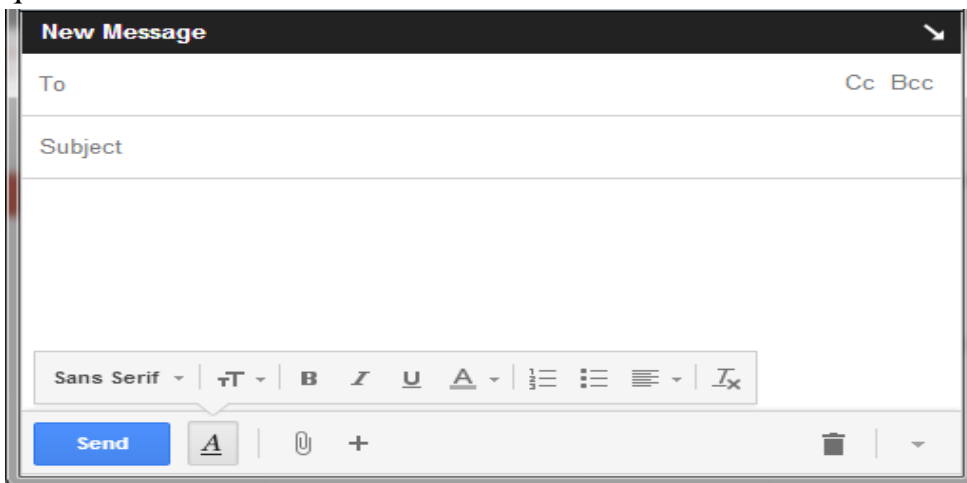 New Message
To Cc Bcc
Subject
Sans Serif T T B I U A T x
Send A